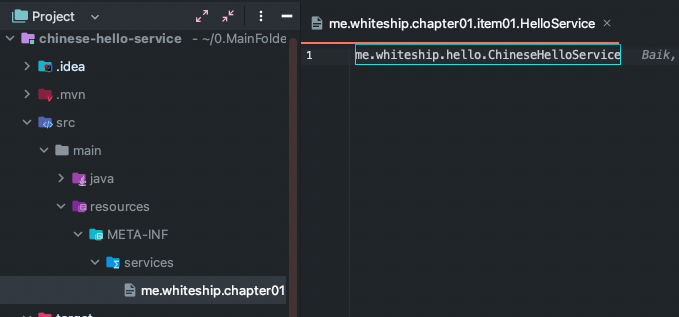 Project
chinese-hello-service - ~/0.MainFolde
.idea
.mvn
src
main
java
resources
META-INF
services
me.whiteship.chapter01
me.whiteship.chapter01.item01.HelloService
1 me.whiteship.hello.ChineseHelloService Baik,